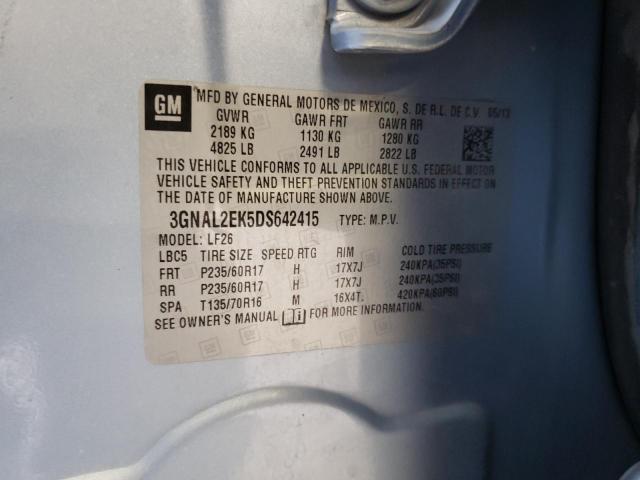 GM MFD BY GENERAL MOTORS DE MEXICO, S. DE R.L. DE C.V. 05/13
GVWR GAWR FRT GAWR RR
2189 KG 1130 KG 1280 KG
4825 LB 2491 LB 2822 LB
THIS VEHICLE CONFORMS TO ALL APPLICABLE U.S. FEDERAL MOTOR
VEHICLE SAFETY AND THEFT PREVENTION STANDARDS IN EFFECT ON
THE DATE OF MANUFACTURE SHOWN ABOVE.
3GNAL2EK5DS642415 TYPE: M.P.V.
MODEL: LF26
LBC5 TIRE SIZE SPEED RTG RIM COLD TIRE PRESSURE
FRT P235/60R17 H 17X7J 240KPA(35PSI)
RR P235/60R17 H 17X7J 240KPA(35PSI)
SPA T135/70R16 M 16X4T. 420KPA(60PSI)
SEE OWNER'S MANUAL FOR MORE INFORMATION.